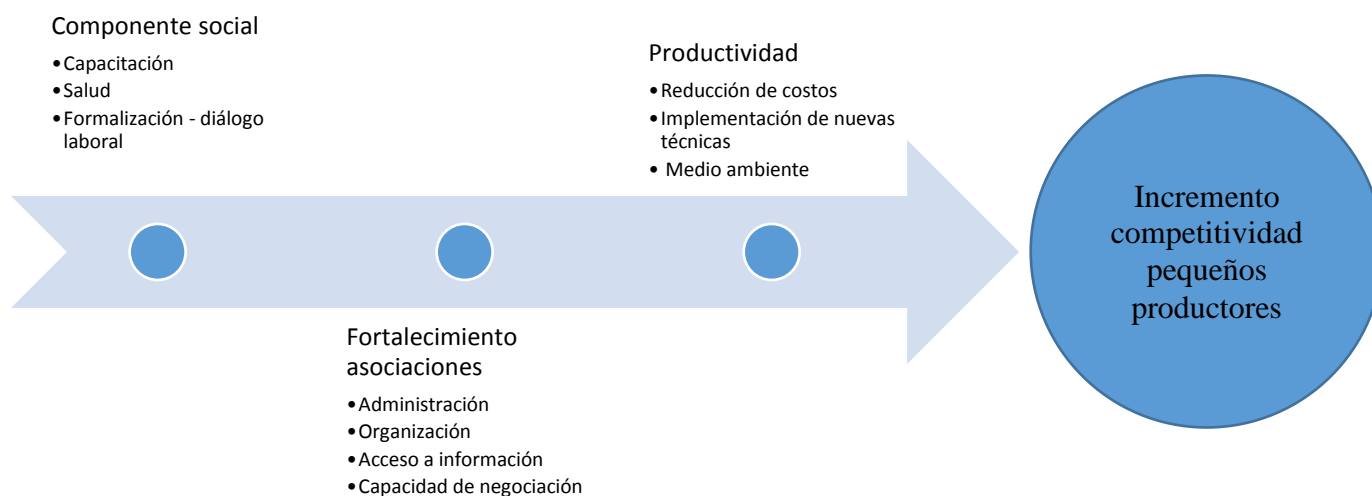 Componente social
•Capacitación
•Salud
•Formalización - diálogo
laboral
Fortalecimiento
asociaciones
•Administración
•Organización
•Acceso a información
•Capacidad de negociación
Productividad
•Reducción de costos
•Implementación de nuevas
técnicas
• Medio ambiente
Incremento
competitividad
pequeños
productores